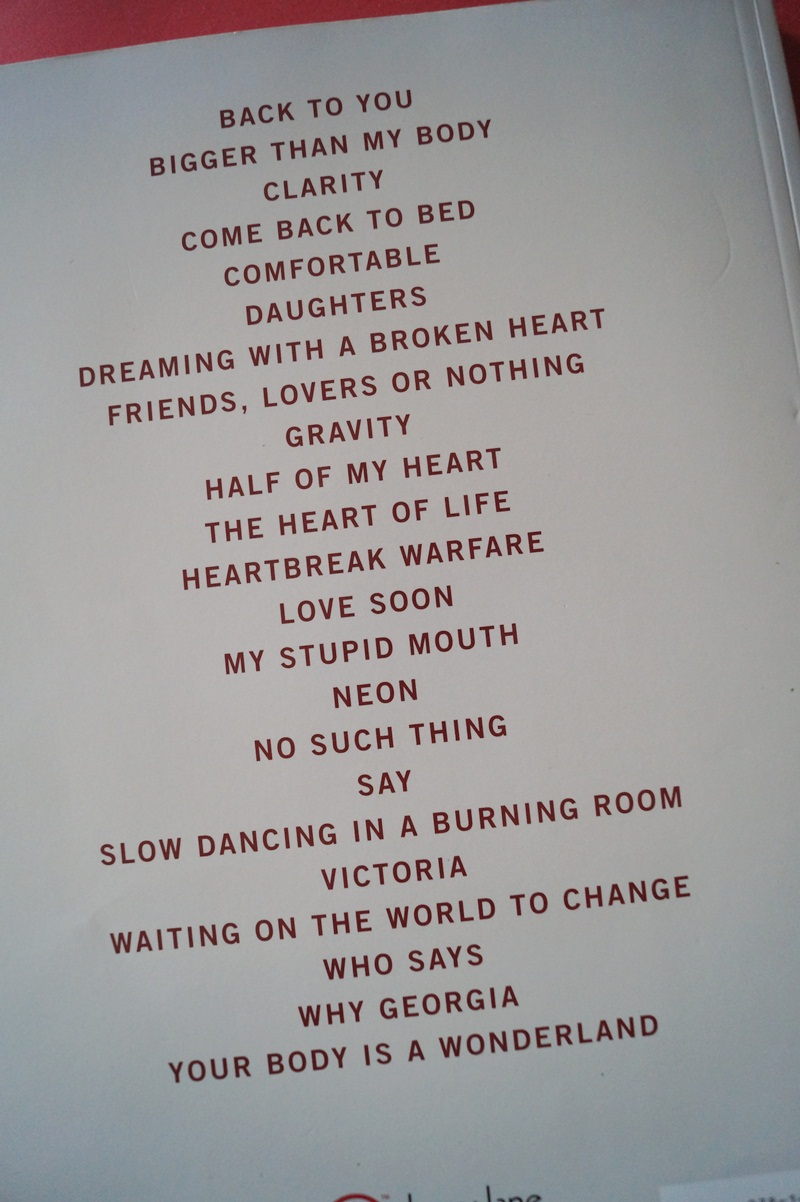 BACK TO YOU
BIGGER THAN MY BODY
CLARITY
COME BACK TO BED
COMFORTABLE
DAUGHTERS
DREAMING WITH A BROKEN HEART
FRIENDS, LOVERS OR NOTHING
GRAVITY
HALF OF MY HEART
THE HEART OF LIFE
HEARTBREAK WARFARE
LOVE SOON
MY STUPID MOUTH
NEON
NO SUCH THING
SAY
SLOW DANCING IN A BURNING ROOM
VICTORIA
WAITING ON THE WORLD TO CHANGE
WHO SAYS
WHY GEORGIA
YOUR BODY IS A WONDERLAND